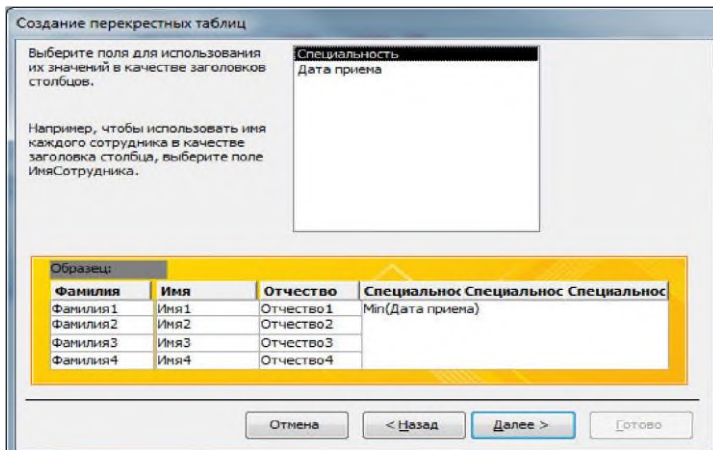 Создание перекрестных таблиц
Выберите поля для использования
их значений в качестве заголовков
столбцов.
Например, чтобы использовать имя
каждого сотрудника в качестве
заголовка столбца, выберите поле
ИмяСотрудника.
Специальность
Дата приема
Образец:
Фамилия Имя Отчество Специальнос Специальнос Специальнос
Фамилия1 Имя1 Отчество1 Min(Дата приема)
Фамилия2 Имя2 Отчество2
Фамилия3 Имя3 Отчество3
Фамилия4 Имя4 Отчество4
Отмена < Назад Далее > Готово